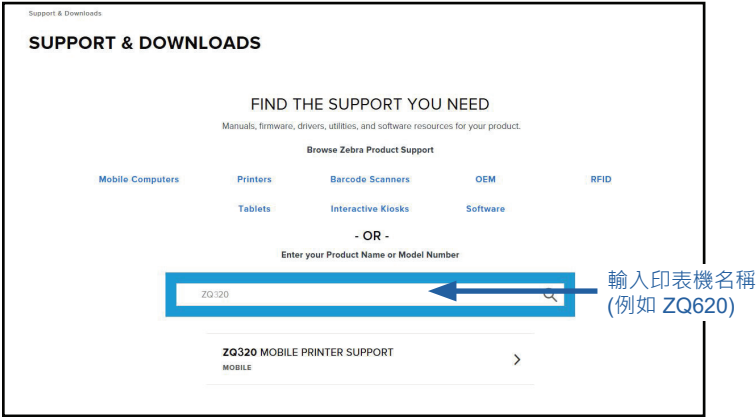 Support & Downloads
SUPPORT & DOWNLOADS
FIND THE SUPPORT YOU NEED
Manuals, firmware, drivers, utilities, and software resources for your product.
Browse Zebra Product Support
Mobile Computers Printers Barcode Scanners OEM RFID
Tablets Interactive Kiosks Software
- OR -
Enter your Product Name or Model Number
ZQ320
輸入印表機名稱
(例如 ZQ620)
ZQ320 MOBILE PRINTER SUPPORT
MOBILE